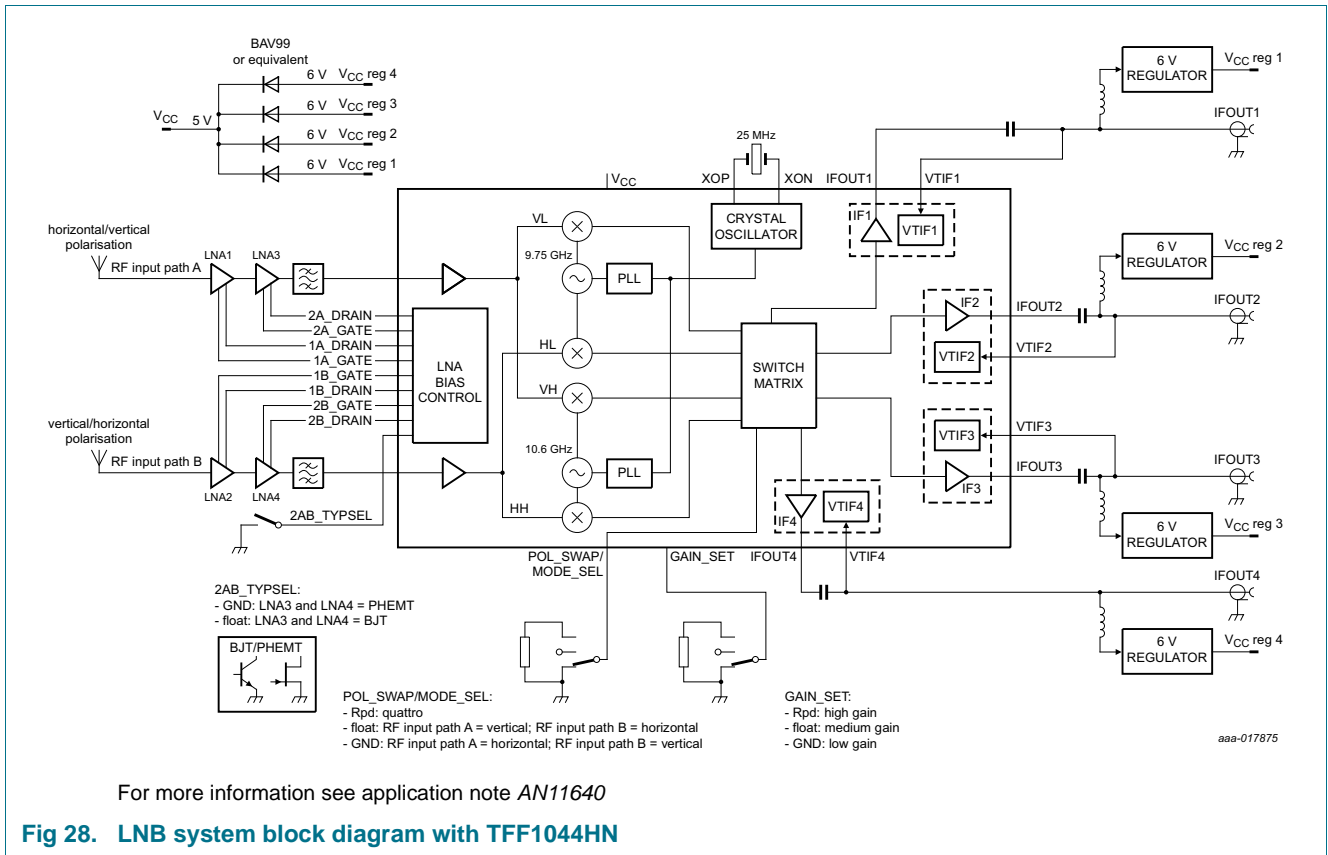 BAV99
or equivalent
6 V VCC reg 4
6 V VCC reg 3
VCC 5 V
6 V VCC reg 2
6 V VCC reg 1
6 V
REGULATOR
VCC reg 1
IFOUT1
25 MHz
VCC
XOP
XON
IFOUT1
VTIF1
CRYSTAL
OSCILLATOR
IF1
VTIF1
horizontal/vertical
polarisation
RF input path A
LNA1
LNA3
VL
9.75 GHz
PLL
6 V
REGULATOR
VCC reg 2
IFOUT2
IF2
IFOUT2
VTIF2
VTIF2
2A_DRAIN
2A_GATE
1A_DRAIN
1A_GATE
1B_GATE
1B_DRAIN
2B_GATE
2B_DRAIN
LNA
BIAS
CONTROL
HL
VH
SWITCH
MATRIX
vertical/horizontal
polarisation
RF input path B
LNA2
LNA4
10.6 GHz
PLL
HH
VTIF3
VTIF3
IFOUT3
IF3
IFOUT3
6 V
REGULATOR
VCC reg 3
IF4
VTIF4
2AB_TYPSEL
POL_SWAP/
MODE_SEL
GAIN_SET
IFOUT4
VTIF4
IFOUT4
6 V
REGULATOR
VCC reg 4
2AB_TYPSEL:
- GND: LNA3 and LNA4 = PHEMT
- float: LNA3 and LNA4 = BJT
BJT/PHEMT
POL_SWAP/MODE_SEL:
- Rpd: quattro
- float: RF input path A = vertical; RF input path B = horizontal
- GND: RF input path A = horizontal; RF input path B = vertical
GAIN_SET:
- Rpd: high gain
- float: medium gain
- GND: low gain
aaa-017875
For more information see application note AN11640
Fig 28. LNB system block diagram with TFF1044HN